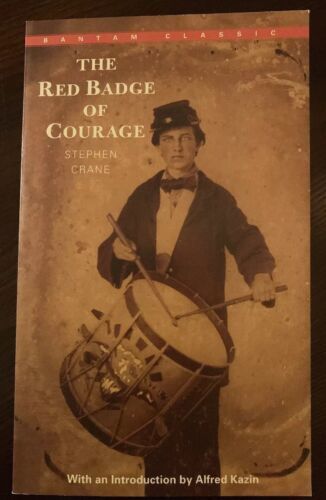 BANTAM CLASSIC
THE
RED BADGE
OF
COURAGE
STEPHEN
CRANE
With an Introduction by Alfred Kazin